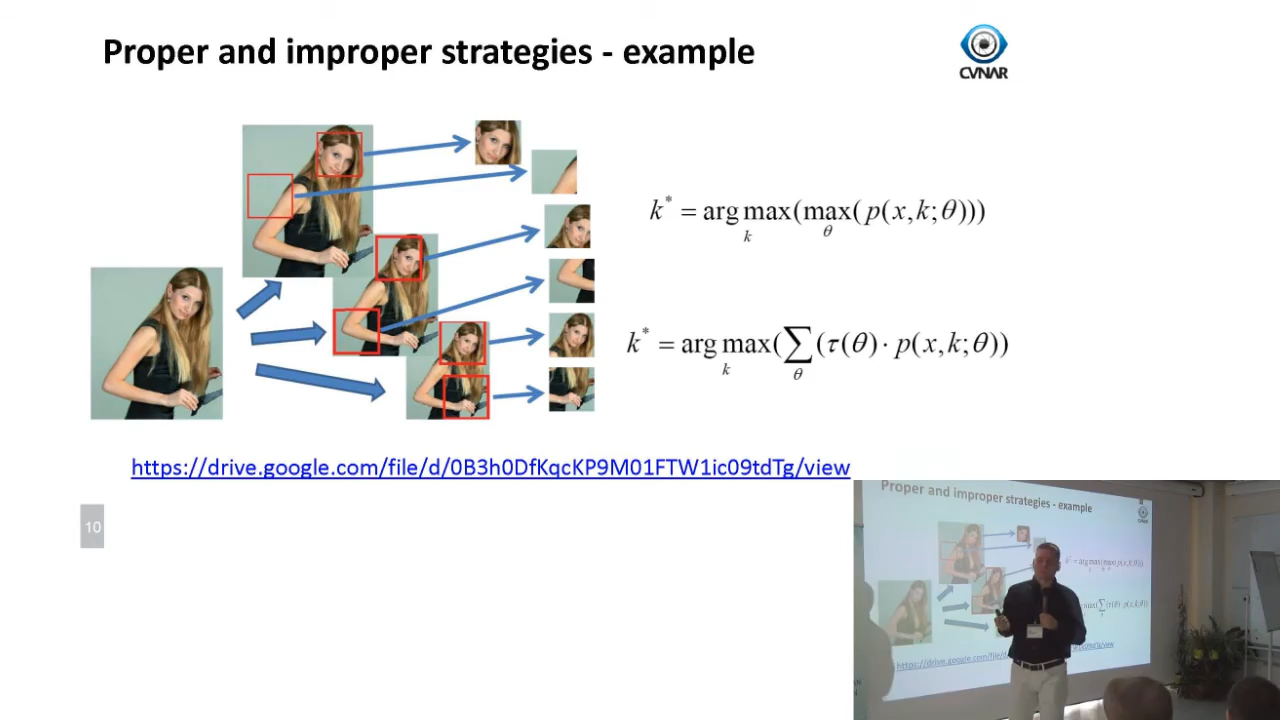 Proper and improper strategies - example
CVNAR
k* = arg max(max( p(x,k;θ)))
k θ
k* = arg max(∑(τ(θ) · p(x,k;θ))
k θ
https://drive.google.com/file/d/0B3h0DfKqcKP9M01FTW1ic09tdTg/view
10
Proper and improper strategies - example